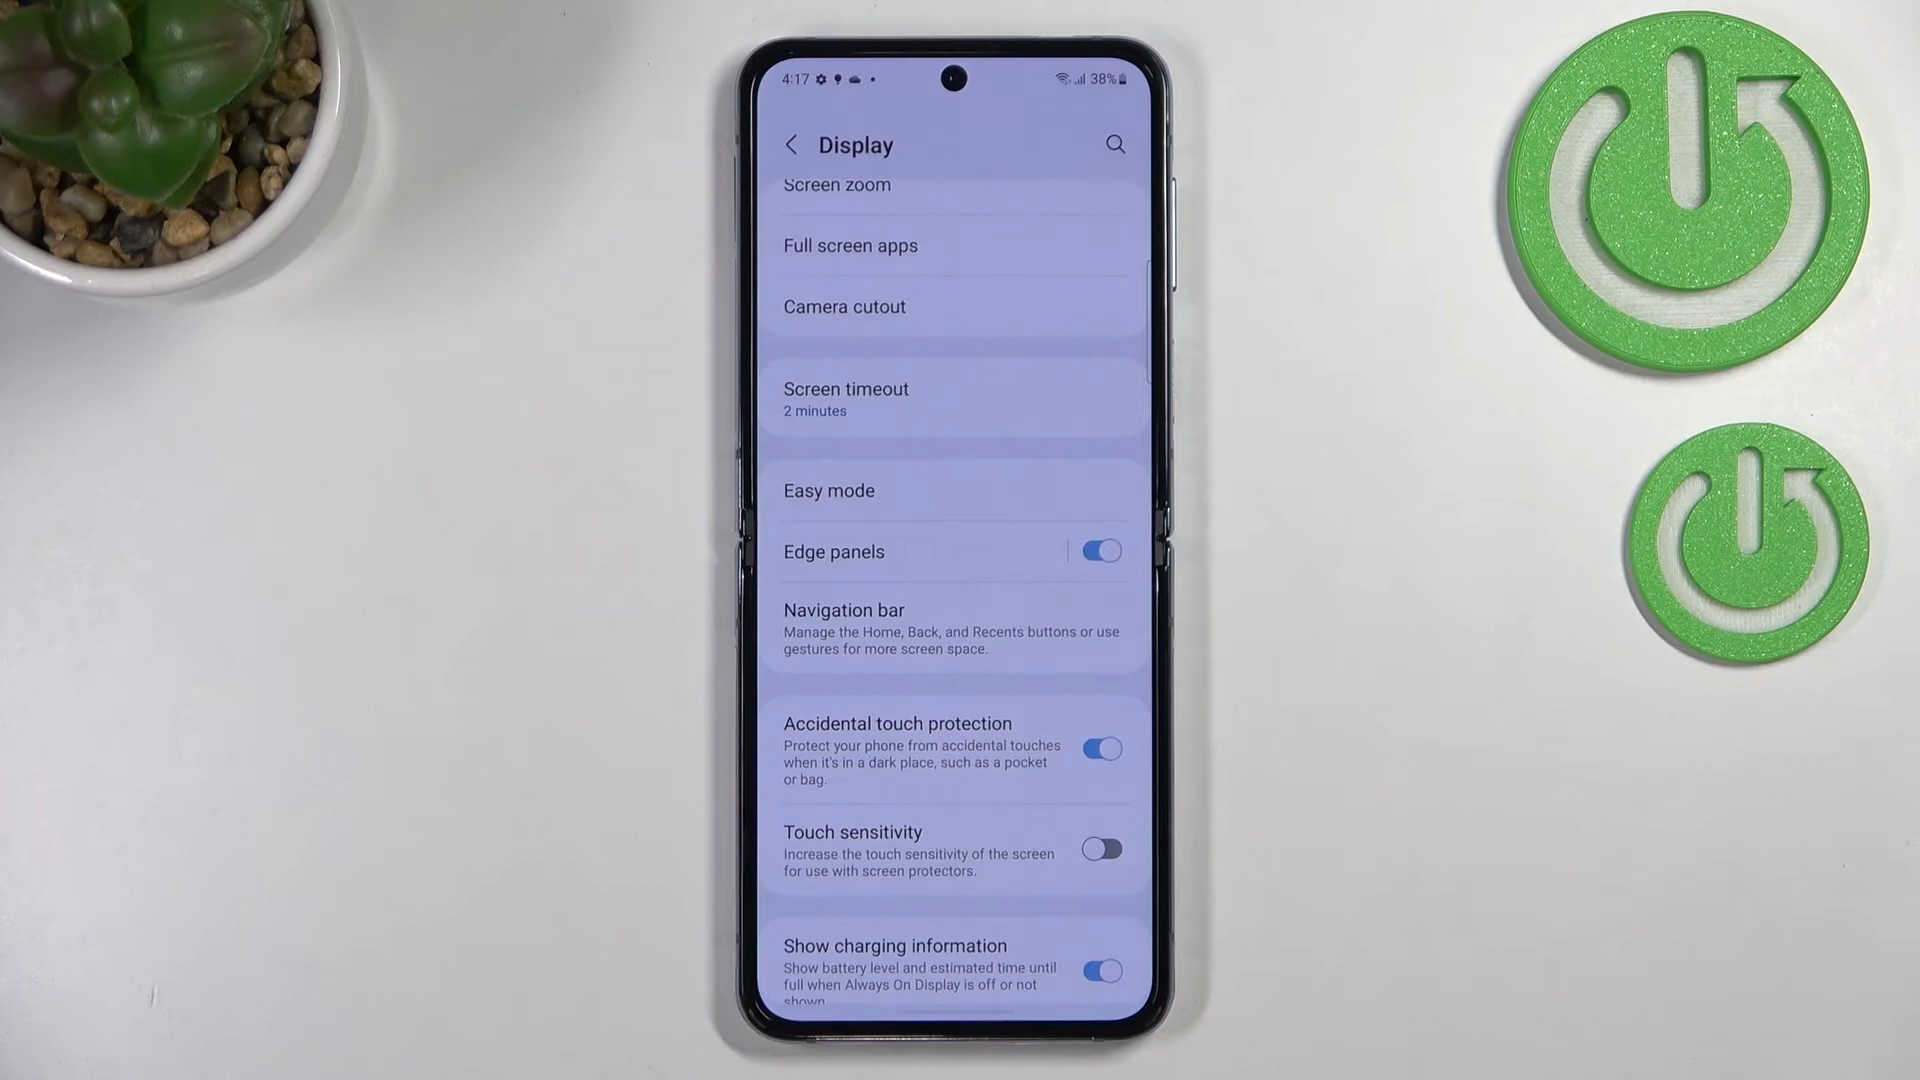 4:17 38%
Display
Screen zoom
Full screen apps
Camera cutout
Screen timeout
2 minutes
Easy mode
Edge panels
Navigation bar
Manage the Home, Back, and Recents buttons or use
gestures for more screen space.
Accidental touch protection
Protect your phone from accidental touches
when it's in a dark place, such as a pocket
or bag.
Touch sensitivity
Increase the touch sensitivity of the screen
for use with screen protectors.
Show charging information
Show battery level and estimated time until
full when Always On Display is off or not
shown.